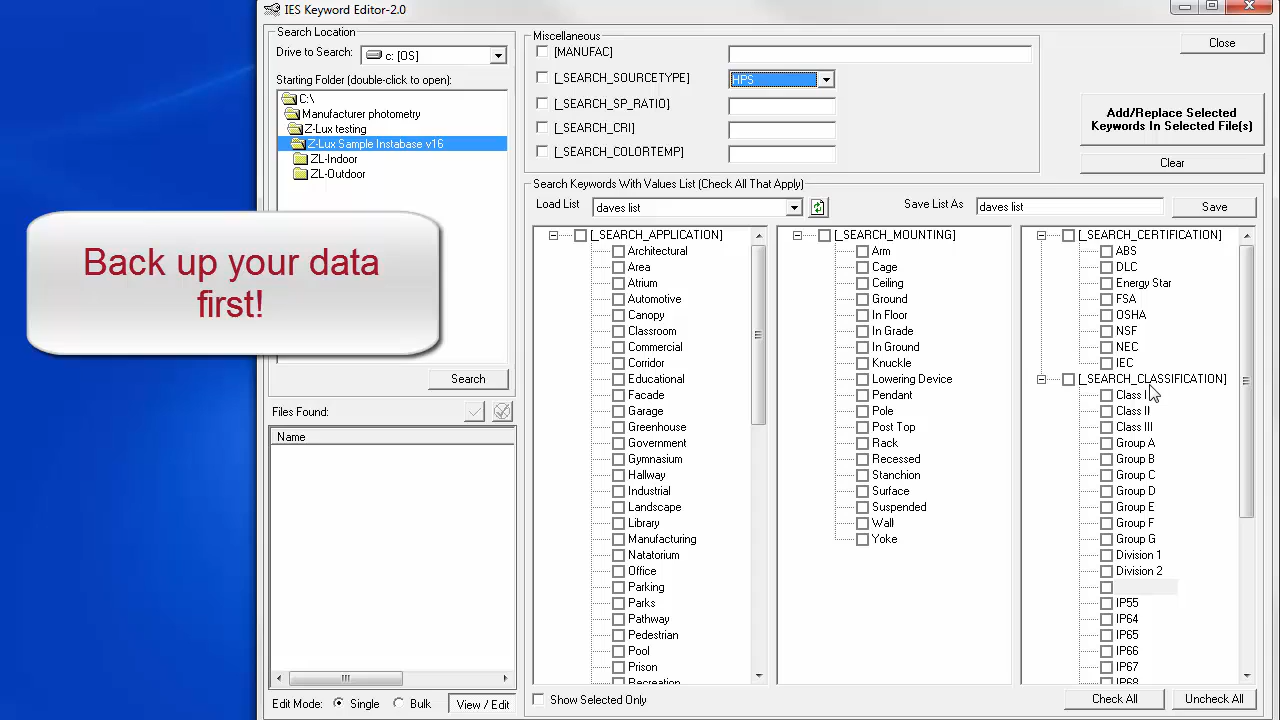 IES Keyword Editor-2.0
Search Location
Drive to Search:
c: [OS]
Starting Folder (double-click to open):
C:\
Manufacturer photometry
Z-Lux testing
Z-Lux Sample Instabase v16
ZL-Indoor
ZL-Outdoor
Back up your data
first!
Search
Files Found:
Name
Edit Mode:
Single
Bulk
View / Edit
Miscellaneous
[MANUFAC]
[_SEARCH_SOURCETYPE]
HPS
[_SEARCH_SP_RATIO]
[_SEARCH_CRI]
[_SEARCH_COLORTEMP]
Close
Add/Replace Selected
Keywords In Selected File(s)
Clear
Search Keywords With Values List (Check All That Apply)
Load List
daves list
Save List As
daves list
Save
[_SEARCH_APPLICATION]
Architectural
Area
Atrium
Automotive
Canopy
Classroom
Commercial
Corridor
Educational
Facade
Garage
Greenhouse
Government
Gymnasium
Hallway
Industrial
Landscape
Library
Manufacturing
Natatorium
Office
Parking
Parks
Pathway
Pedestrian
Pool
Prison
Recreation
[_SEARCH_MOUNTING]
Arm
Cage
Ceiling
Ground
In Floor
In Grade
In Ground
Knuckle
Lowering Device
Pendant
Pole
Post Top
Rack
Recessed
Stanchion
Surface
Suspended
Wall
Yoke
[_SEARCH_CERTIFICATION]
ABS
DLC
Energy Star
FSA
OSHA
NSF
NEC
IEC
[_SEARCH_CLASSIFICATION]
Class I
Class II
Class III
Group A
Group B
Group C
Group D
Group E
Group F
Group G
Division 1
Division 2
IP55
IP64
IP65
IP66
IP67
IP68
Show Selected Only
Check All
Uncheck All